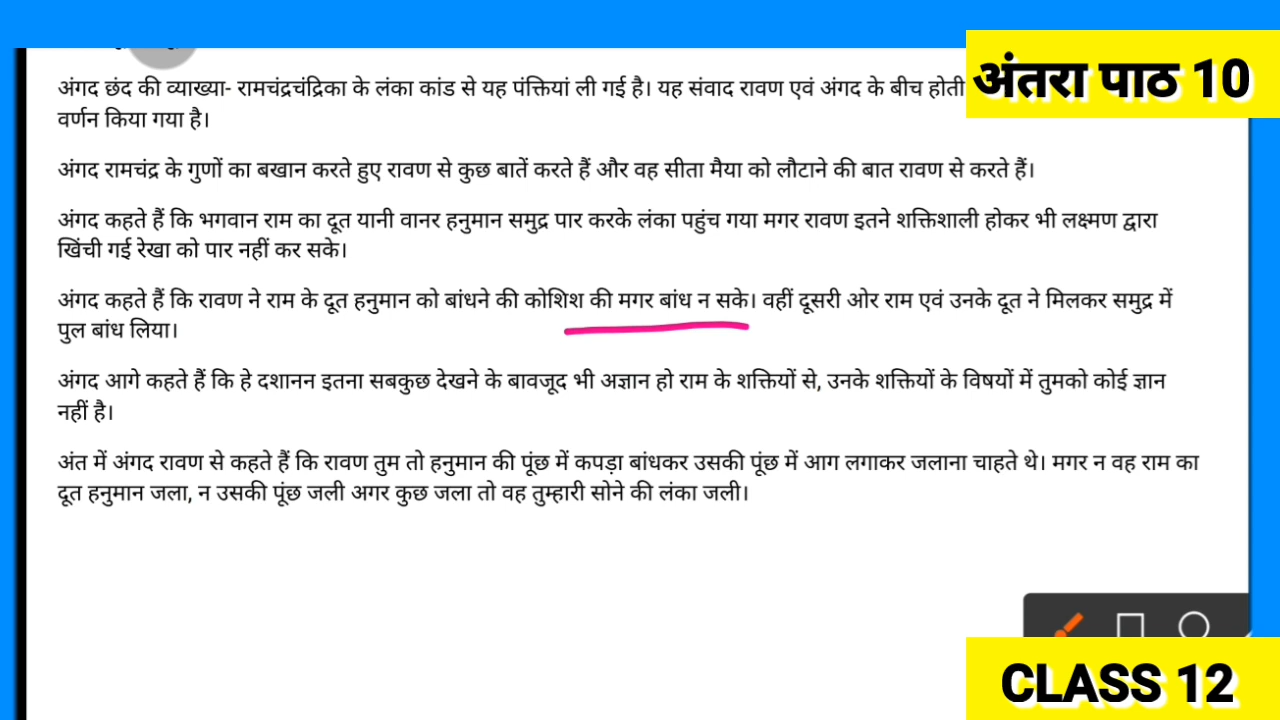 अंतरा पाठ 10
अंगद छंद की व्याख्या- रामचंद्रचंद्रिका के लंका कांड से यह पंक्तियां ली गई है। यह संवाद रावण एवं अंगद के बीच होती
वर्णन किया गया है।
अंगद रामचंद्र के गुणों का बखान करते हुए रावण से कुछ बातें करते हैं और वह सीता मैया को लौटाने की बात रावण से करते हैं।
अंगद कहते हैं कि भगवान राम का दूत यानी वानर हनुमान समुद्र पार करके लंका पहुंच गया मगर रावण इतने शक्तिशाली होकर भी लक्ष्मण द्वारा
खिंची गई रेखा को पार नहीं कर सके।
अंगद कहते हैं कि रावण ने राम के दूत हनुमान को बांधने की कोशिश की मगर बांध न सके। वहीं दूसरी ओर राम एवं उनके दूत ने मिलकर समुद्र में
पुल बांध लिया।
अंगद आगे कहते हैं कि हे दशानन इतना सबकुछ देखने के बावजूद भी अज्ञान हो राम के शक्तियों से, उनके शक्तियों के विषयों में तुमको कोई ज्ञान
नहीं है।
अंत में अंगद रावण से कहते हैं कि रावण तुम तो हनुमान की पूंछ में कपड़ा बांधकर उसकी पूंछ में आग लगाकर जलाना चाहते थे। मगर न वह राम का
दूत हनुमान जला, न उसकी पूंछ जली अगर कुछ जला तो वह तुम्हारी सोने की लंका जली।
CLASS 12